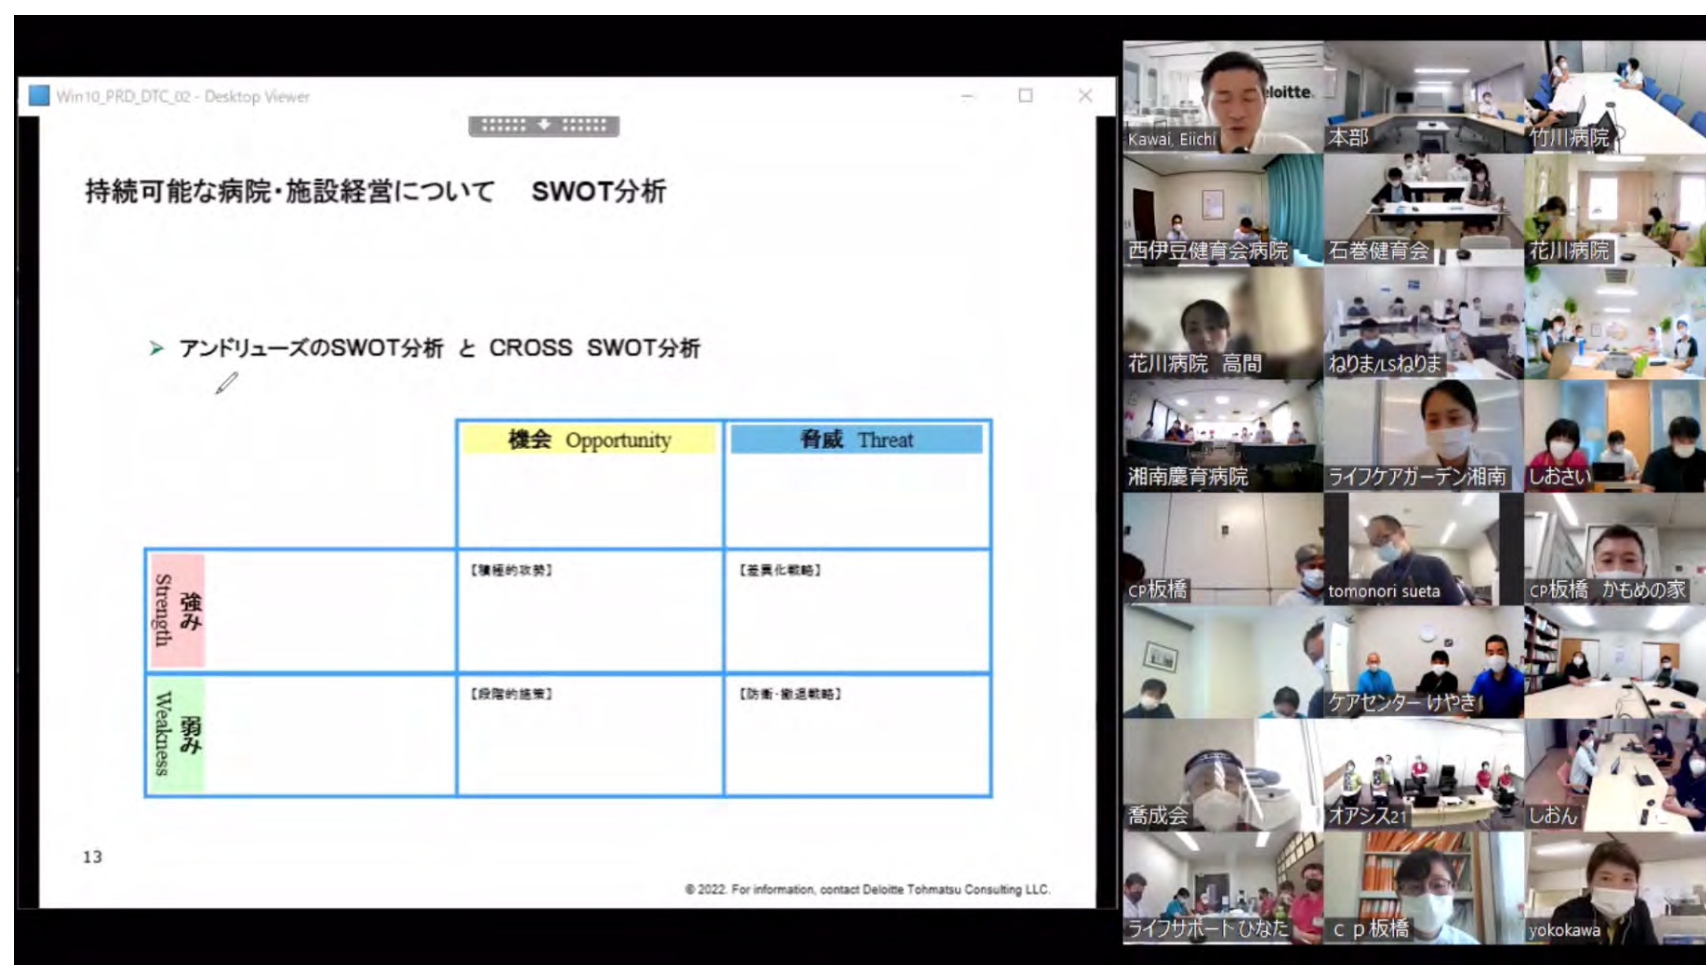 Win10_PRD_DTC_02 - Desktop Viewer
持続可能な病院・施設経営について SWOT分析
アンドリューズのSWOT分析 と CROSS SWOT分析
機会 Opportunity
脅威 Threat
強み Strength
【積極的攻勢】
【差異化戦略】
弱み Weakness
【段階的施策】
【防衛・撤退戦略】
13
© 2022. For information, contact Deloitte Tohmatsu Consulting LLC.
eloitte.
Kawai, Eiichi
本部
竹川病院
西伊豆健育会病院
石巻健育会
花川病院
花川病院 高間
ねりま/LSねりま
湘南慶育病院
ライフケアガーデン湘南
しおさい
CP板橋
tomonori sueta
CP板橋 かもめの家
ケアセンター けやき
喬成会
オアシス21
しおん
ライフサポートひなた
cp板橋
yokokawa